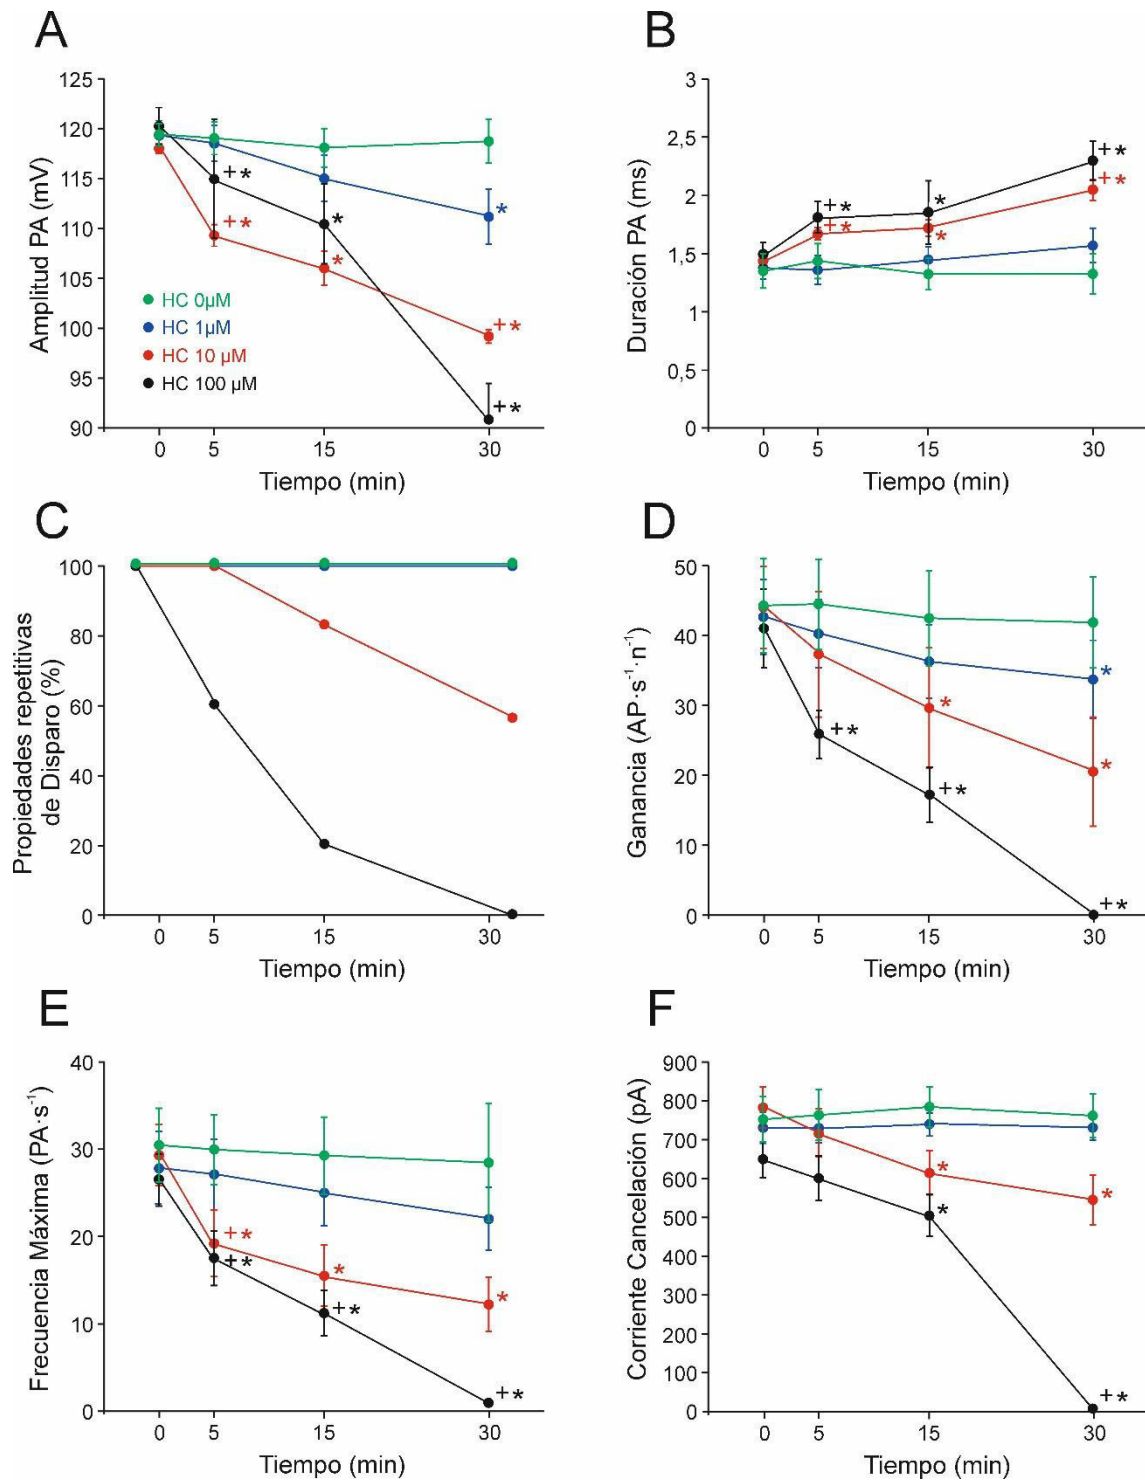 A
125
120
115
110
105
100
95
90
Amplitud PA (mV)
HC 0µM
HC 1µM
HC 10 µM
HC 100 µM
+*
+*
*
*
*
+*
+*
0 5 15 30
Tiempo (min)
B
3
2,5
2
1,5
1
0,5
0
Duración PA (ms)
+*
+*
*
*
+*
+*
0 5 15 30
Tiempo (min)
C
100
80
60
40
20
0
Propiedades repetitivas
de Disparo (%)
0 5 15 30
Tiempo (min)
D
50
40
30
20
10
0
Ganancia (AP·s⁻¹·n⁻¹)
+*
*
+*
*
*
+*
0 5 15 30
Tiempo (min)
E
40
30
20
10
0
Frecuencia Máxima (PA·s⁻¹)
+*
+*
*
+*
*
+*
0 5 15 30
Tiempo (min)
F
900
800
700
600
500
400
300
200
100
0
Corriente Cancelación (pA)
*
*
*
+*
0 5 15 30
Tiempo (min)